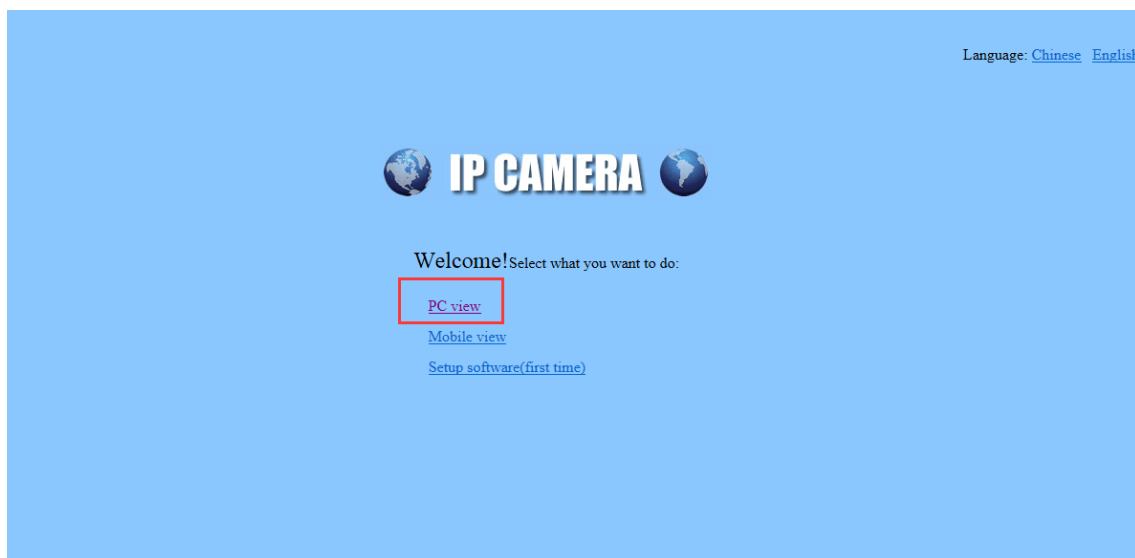 Language: Chinese English
IP CAMERA
Welcome!Select what you want to do:
PC view
Mobile view
Setup software(first time)